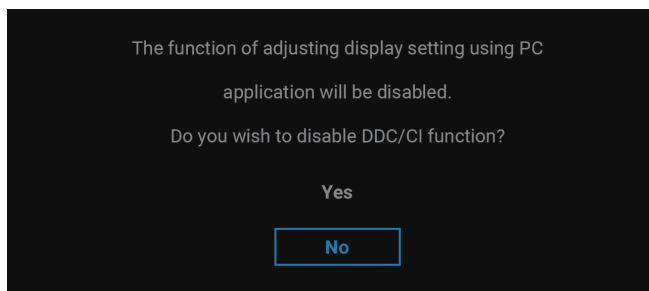 The function of adjusting display setting using PC
application will be disabled.
Do you wish to disable DDC/CI function?
Yes
No